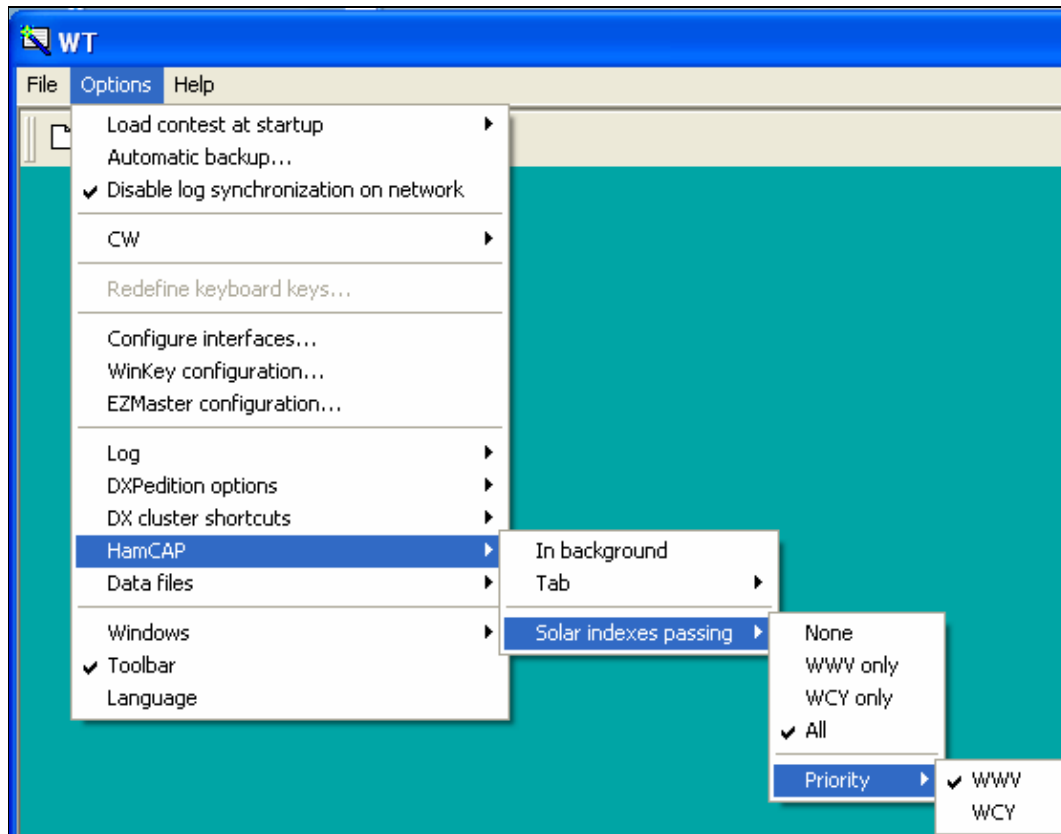 WT
File Options Help
Load contest at startup
Automatic backup...
Disable log synchronization on network
CW
Redefine keyboard keys...
Configure interfaces...
WinKey configuration...
EZMaster configuration...
Log
DXPedition options
DX cluster shortcuts
HamCAP
Data files
Windows
Toolbar
Language
In background
Tab
Solar indexes passing
None
WWV only
WCY only
All
Priority
WWV
WCY